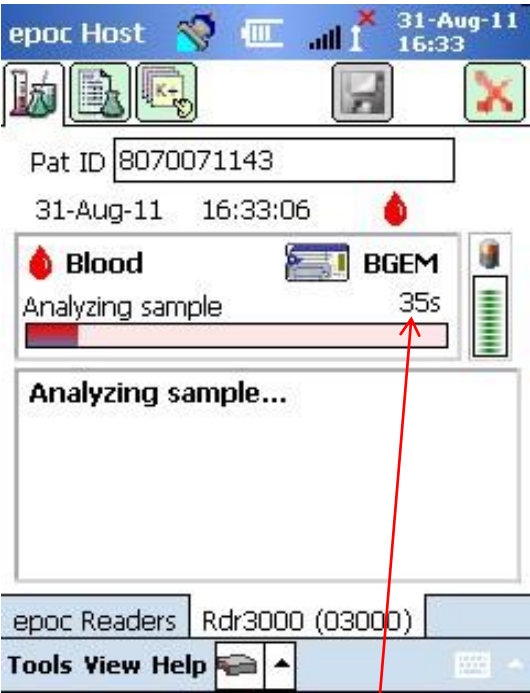 epoc Host 31-Aug-11
16:33
K+
Pat ID 8070071143
31-Aug-11 16:33:06
Blood BGEM
Analyzing sample 35s
Analyzing sample...
epoc Readers Rdr3000 (03000)
Tools View Help